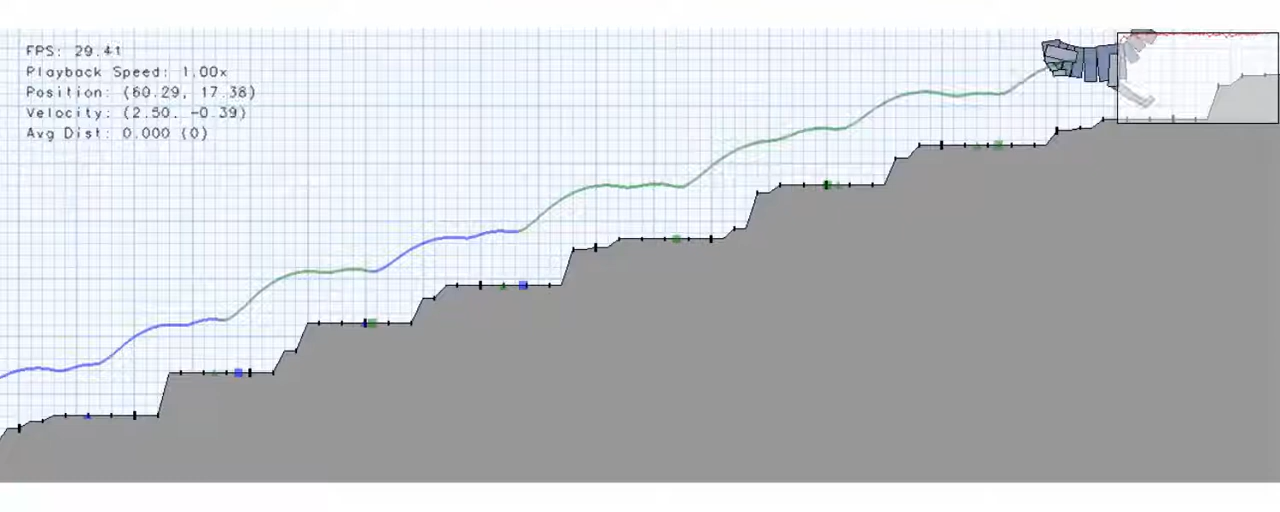 FPS: 29.41
Playback Speed: 1.00x
Position: (60.29, 17.38)
Velocity: (2.50, -0.39)
Avg Dist: 0.000 (0)